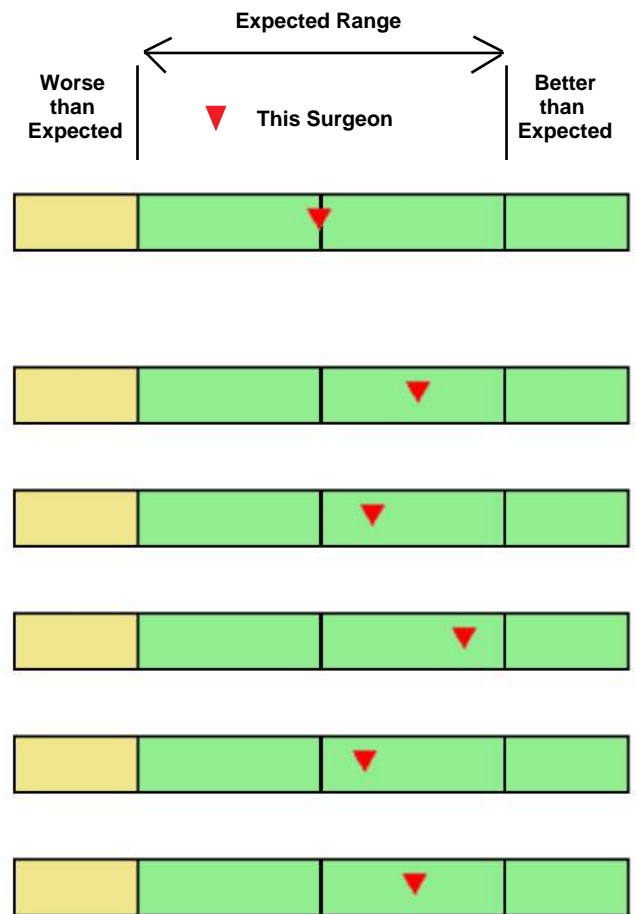 Expected Range
Worse
than
Expected
This Surgeon
Better
than
Expected